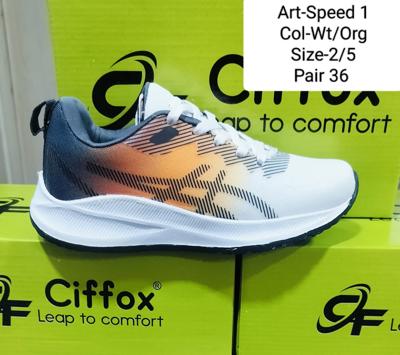 Art-Speed 1
Col-Wt/Org
Size-2/5
Pair 36
Ciffox®
Leap to comfort
Ciffox®
Leap to comfort
Le